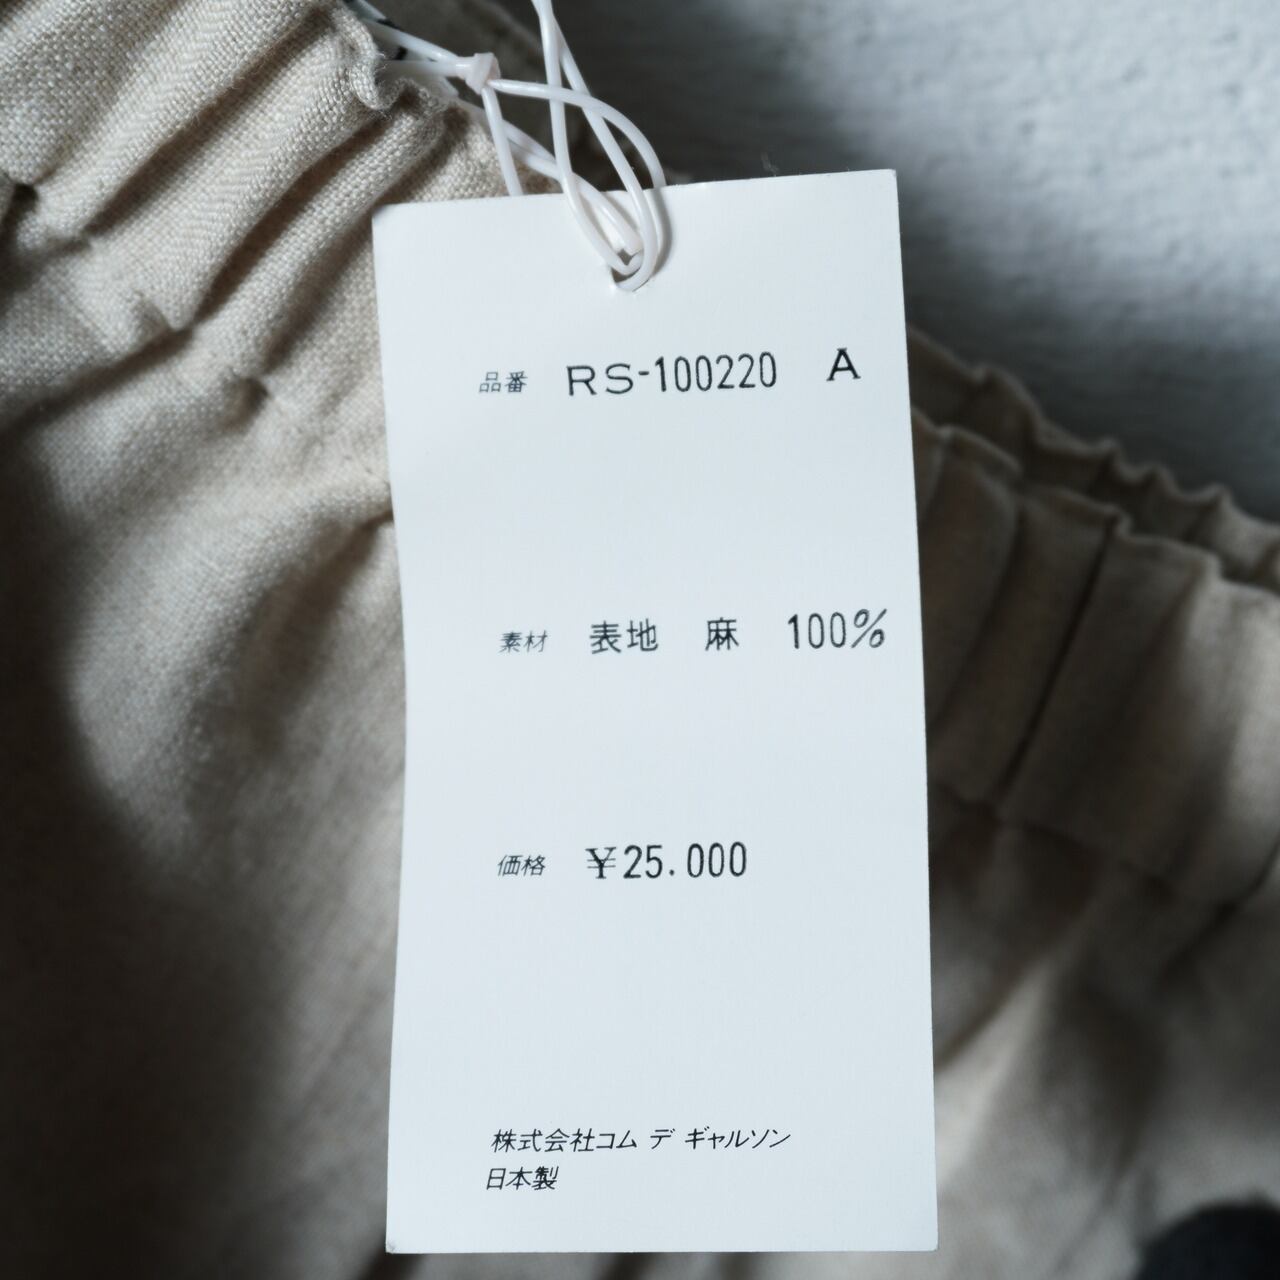 品番 RS-100220 A
素材 表地 麻 100%
価格 ¥25.000
株式会社コム デ ギャルソン
日本製